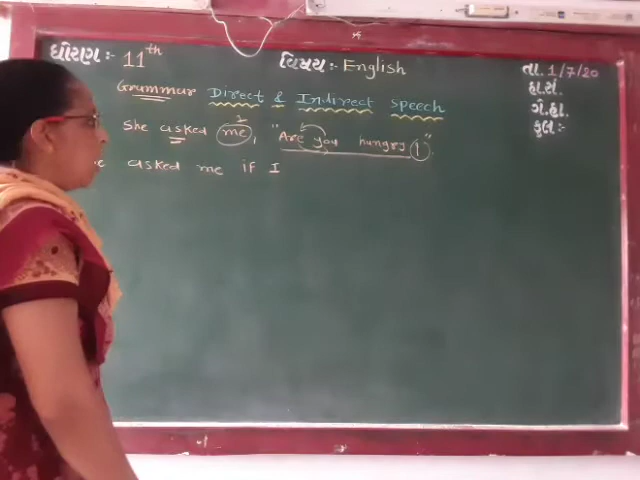 ધોરણ :- 11th વિષય :- English તા. 1/7/20
હા.સં.
ગે.હા.
કુલ :-
Grammar Direct & Indirect Speech
She asked me, "Are you hungry?"
asked me if I